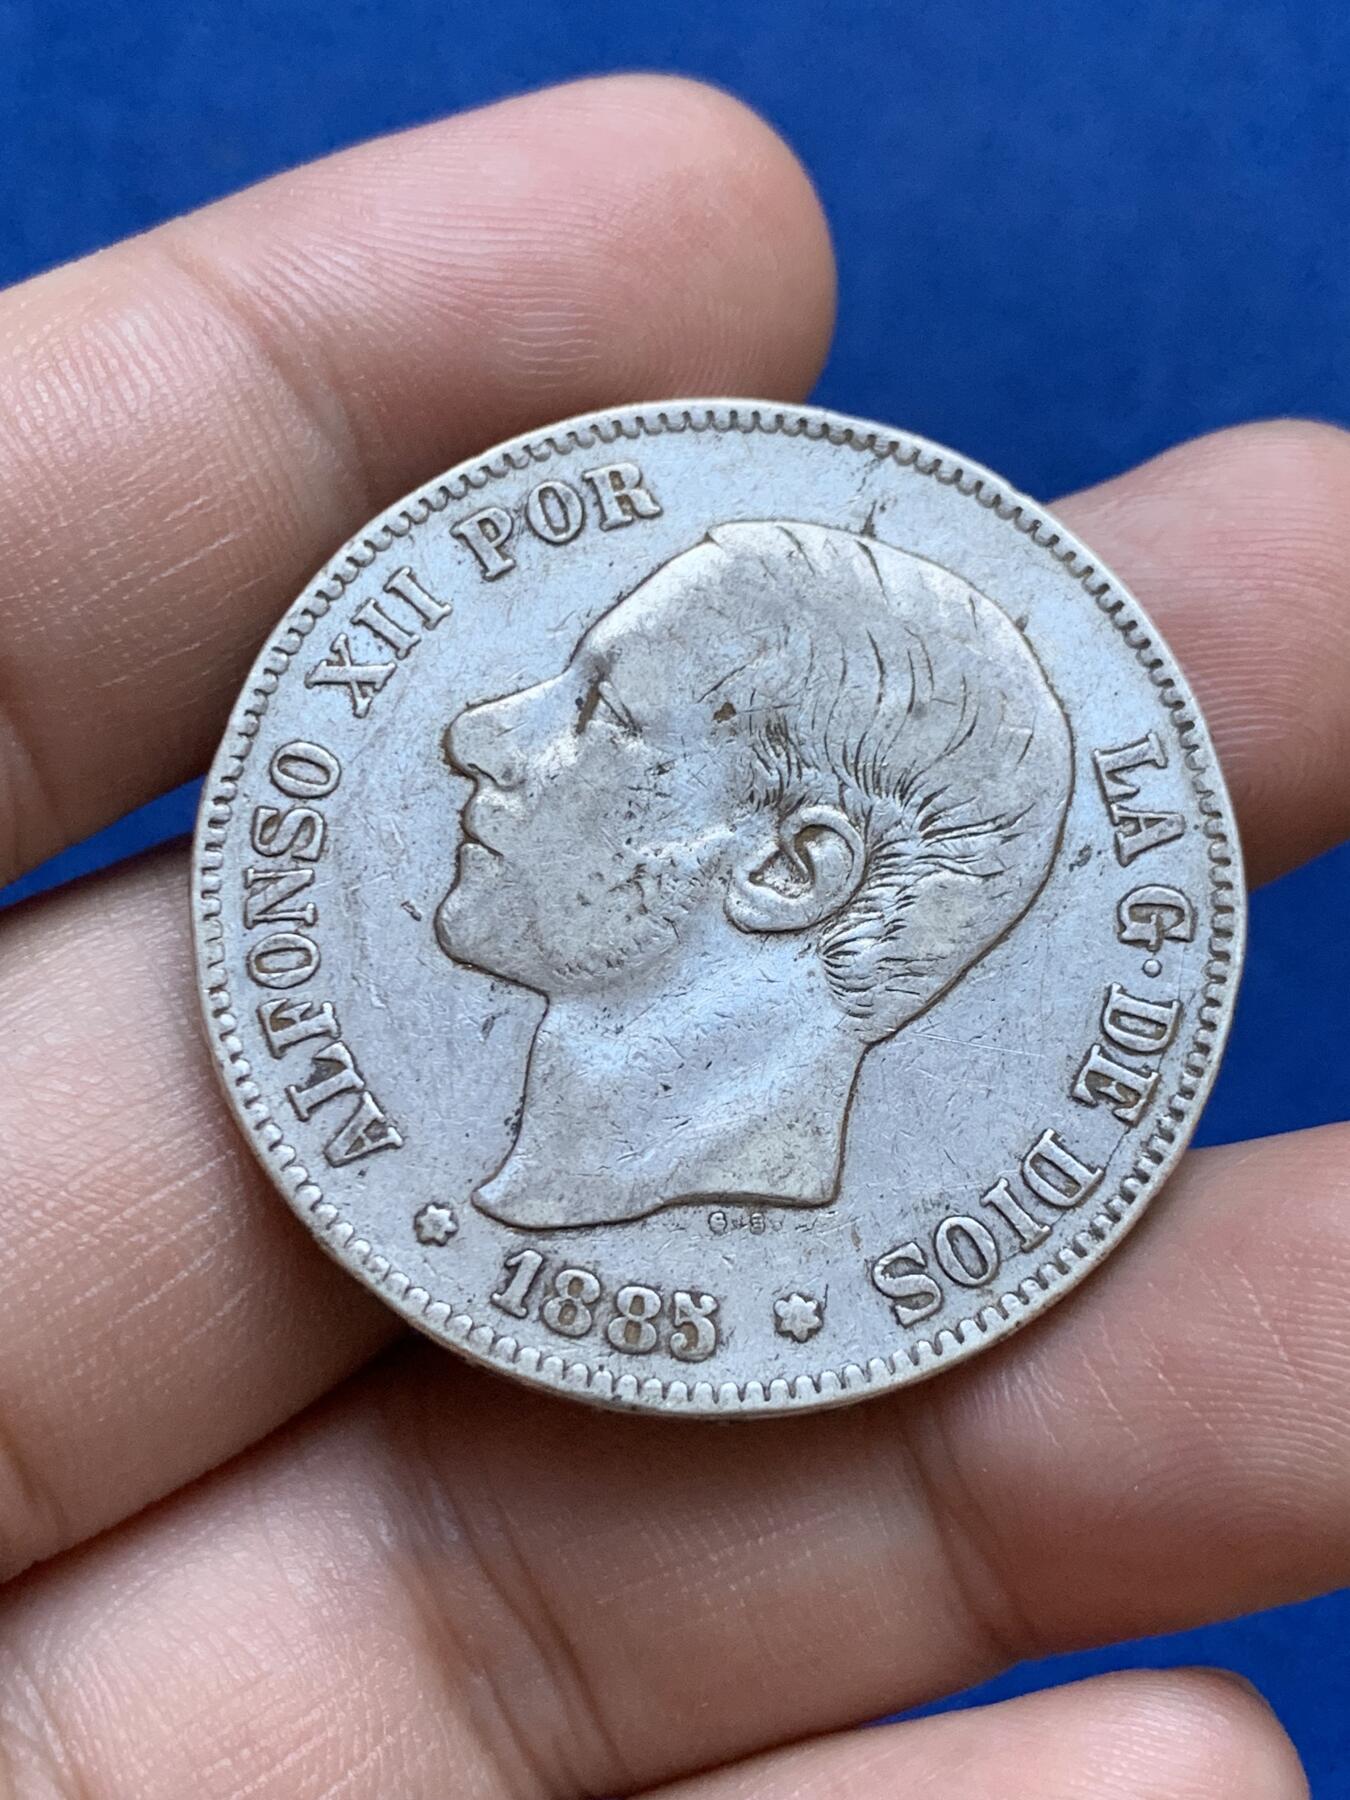 ALFONSO XII POR LA G· DE DIOS
* 1885 *
G·S·